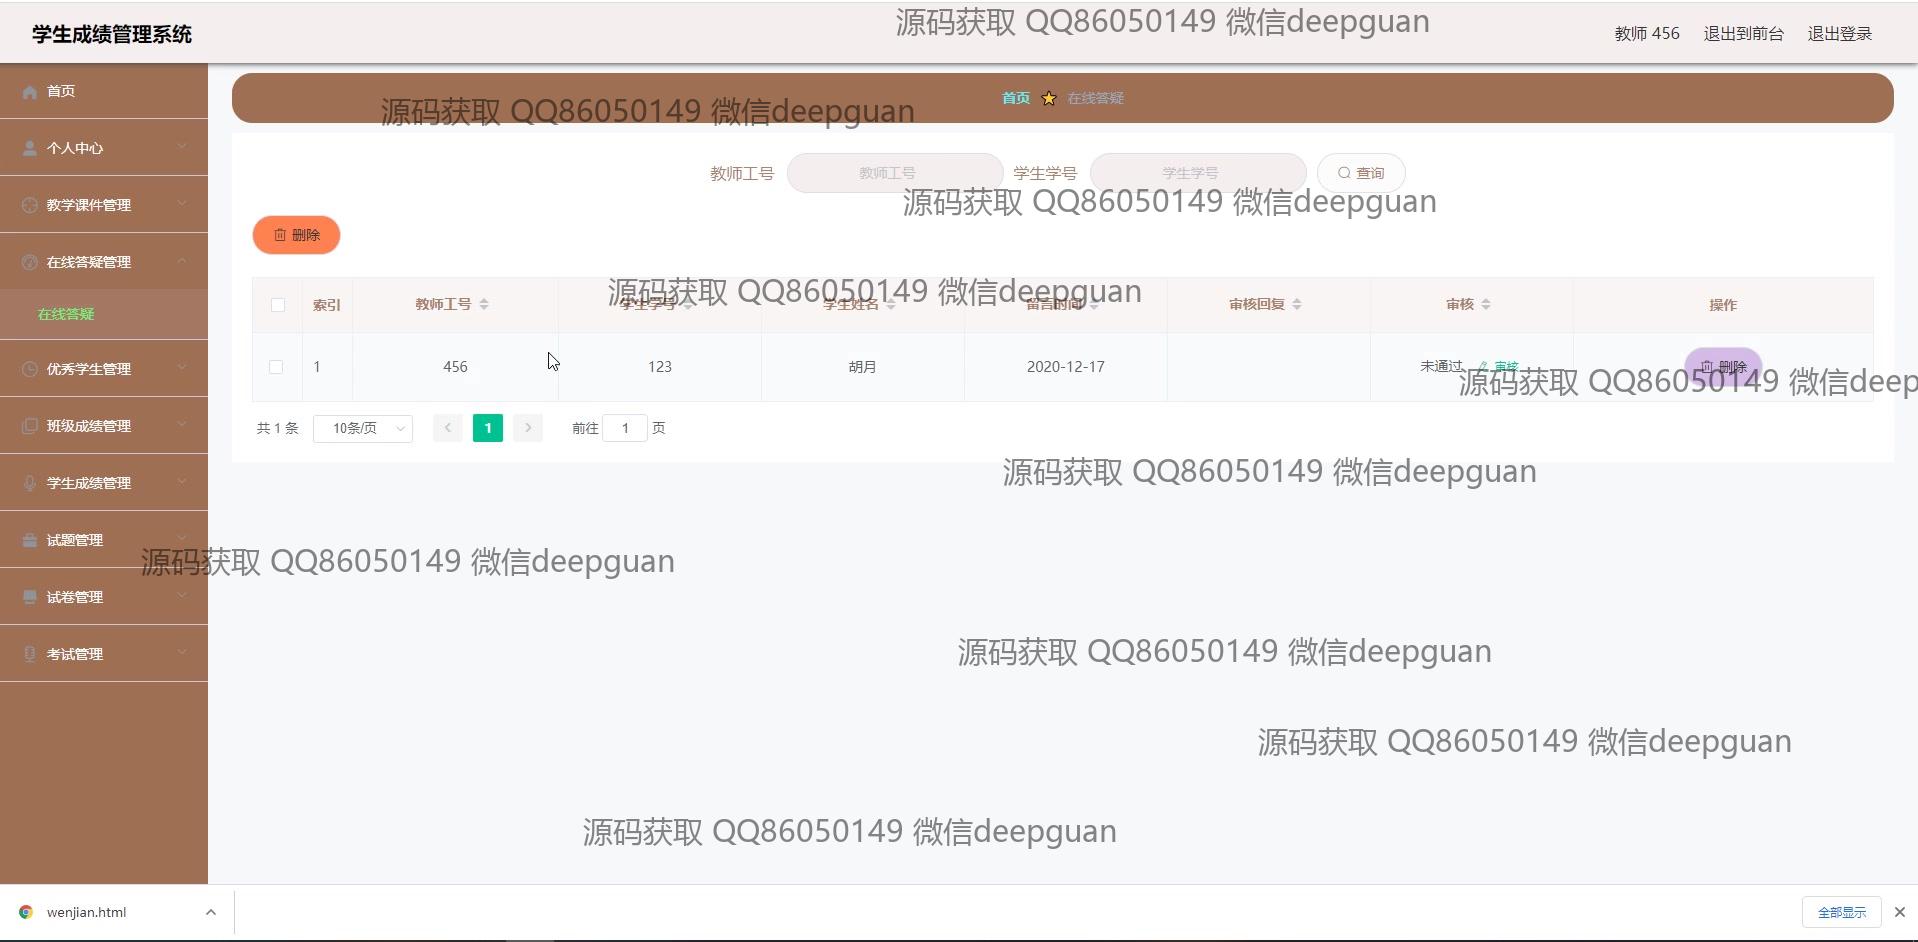 源码获取 QQ86050149 微信deepguan
学生成绩管理系统
教师 456 退出到前台 退出登录
首页
首页 在线答疑
源码获取 QQ86050149 微信deepguan
个人中心
教师工号 教师工号 学生学号 学生学号 查询
源码获取 QQ86050149 微信deepguan
教学课件管理
删除
在线答疑管理
源码获取 QQ86050149 微信deepguan
索引 教师工号 学生学号 学生姓名 留言时间 审核回复 审核 操作
在线答疑
1 456 123 胡月 2020-12-17 未通过 审核 删除
源码获取 QQ86050149 微信deep
优秀学生管理
班级成绩管理
共 1 条 10条/页 1 前往 1 页
源码获取 QQ86050149 微信deepguan
学生成绩管理
试题管理
源码获取 QQ86050149 微信deepguan
试卷管理
考试管理
源码获取 QQ86050149 微信deepguan
源码获取 QQ86050149 微信deepguan
源码获取 QQ86050149 微信deepguan
wenjian.html 全部显示